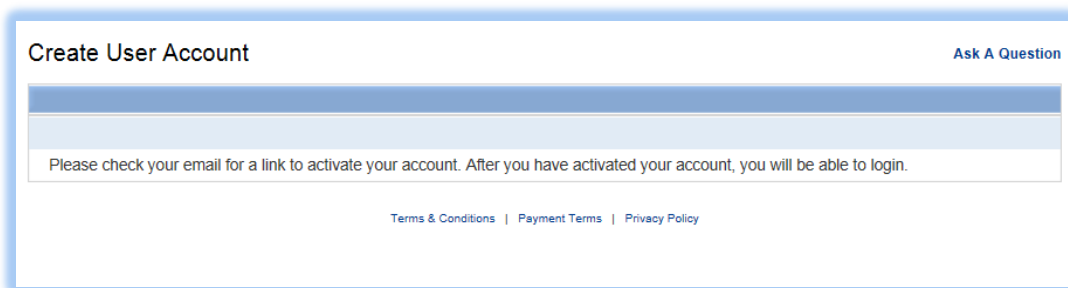 Create User Account
Ask A Question
Please check your email for a link to activate your account. After you have activated your account, you will be able to login.
Terms & Conditions | Payment Terms | Privacy Policy